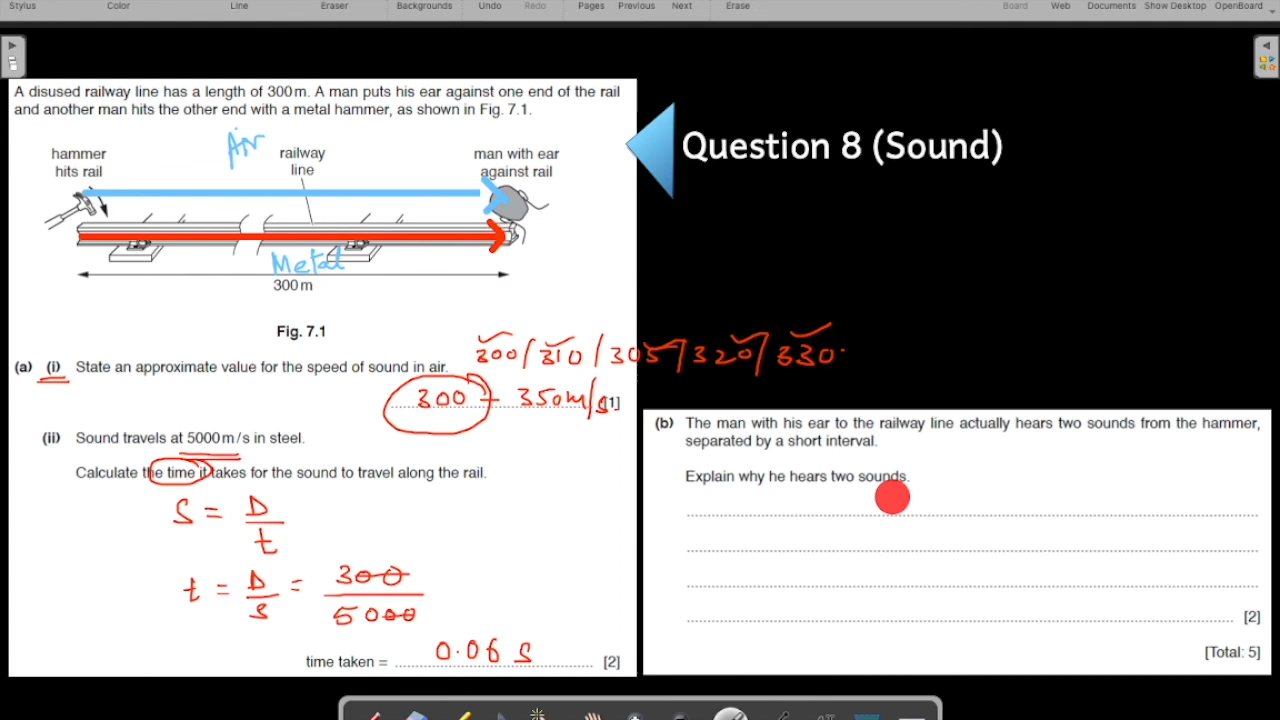 Stylus Color Line Eraser Backgrounds Undo Redo Pages Previous Next Erase Board Web Documents Show Desktop OpenBoard
A disused railway line has a length of 300 m. A man puts his ear against one end of the rail
and another man hits the other end with a metal hammer, as shown in Fig. 7.1.
Air
hammer
hits rail
railway
line
man with ear
against rail
Metal
300 m
Fig. 7.1
Question 8 (Sound)
300 / 310 / 305 / 320 / 330.
(a) (i) State an approximate value for the speed of sound in air.
300 - 350m/s [1]
(ii) Sound travels at 5000 m/s in steel.
Calculate the time it takes for the sound to travel along the rail.
S = D
t
t = D = 300
S 5000
time taken = 0.06 s [2]
(b) The man with his ear to the railway line actually hears two sounds from the hammer,
separated by a short interval.
Explain why he hears two sounds.
[2]
[Total: 5]